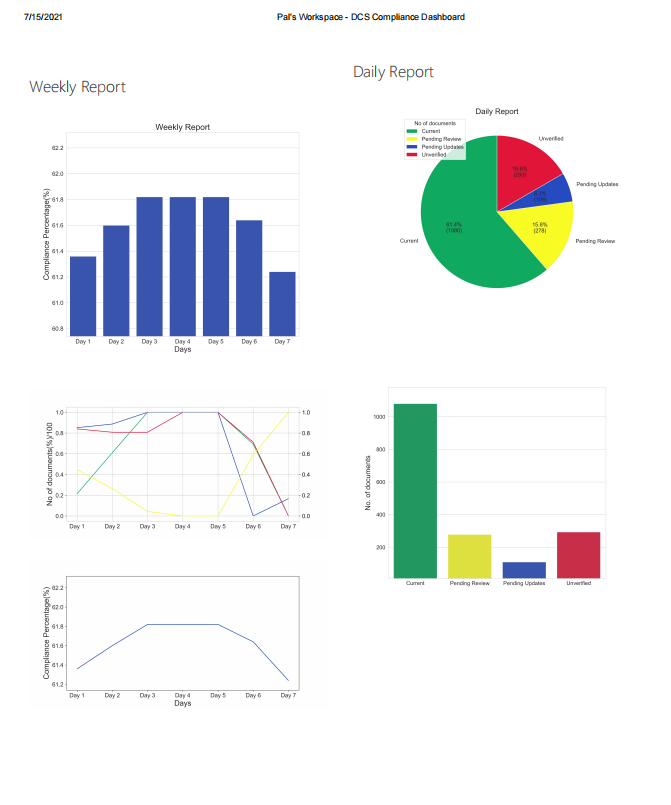 7/15/2021
Pal's Workspace - DCS Compliance Dashboard
Weekly Report
Weekly Report
Compliance Percentage(%)
62.2
62.0
61.8
61.6
61.4
61.2
61.0
60.8
Day 1 Day 2 Day 3 Day 4 Day 5 Day 6 Day 7
Days
No of documents(%)/100
1.0 1.0
0.8 0.8
0.6 0.6
0.4 0.4
0.2 0.2
0.0 0.0
Day 1 Day 2 Day 3 Day 4 Day 5 Day 6 Day 7
Compliance Percentage(%)
62.2
62.0
61.8
61.6
61.4
61.2
Day 1 Day 2 Day 3 Day 4 Day 5 Day 6 Day 7
Days
Daily Report
Daily Report
No of documents
Current
Pending Review
Pending Updates
Unverified
Unverified
Pending Updates
Pending Review
Current
61.4%
(1080)
15.8%
(278)
No. of documents
1000
800
600
400
200
Current Pending Review Pending Updates Unverified